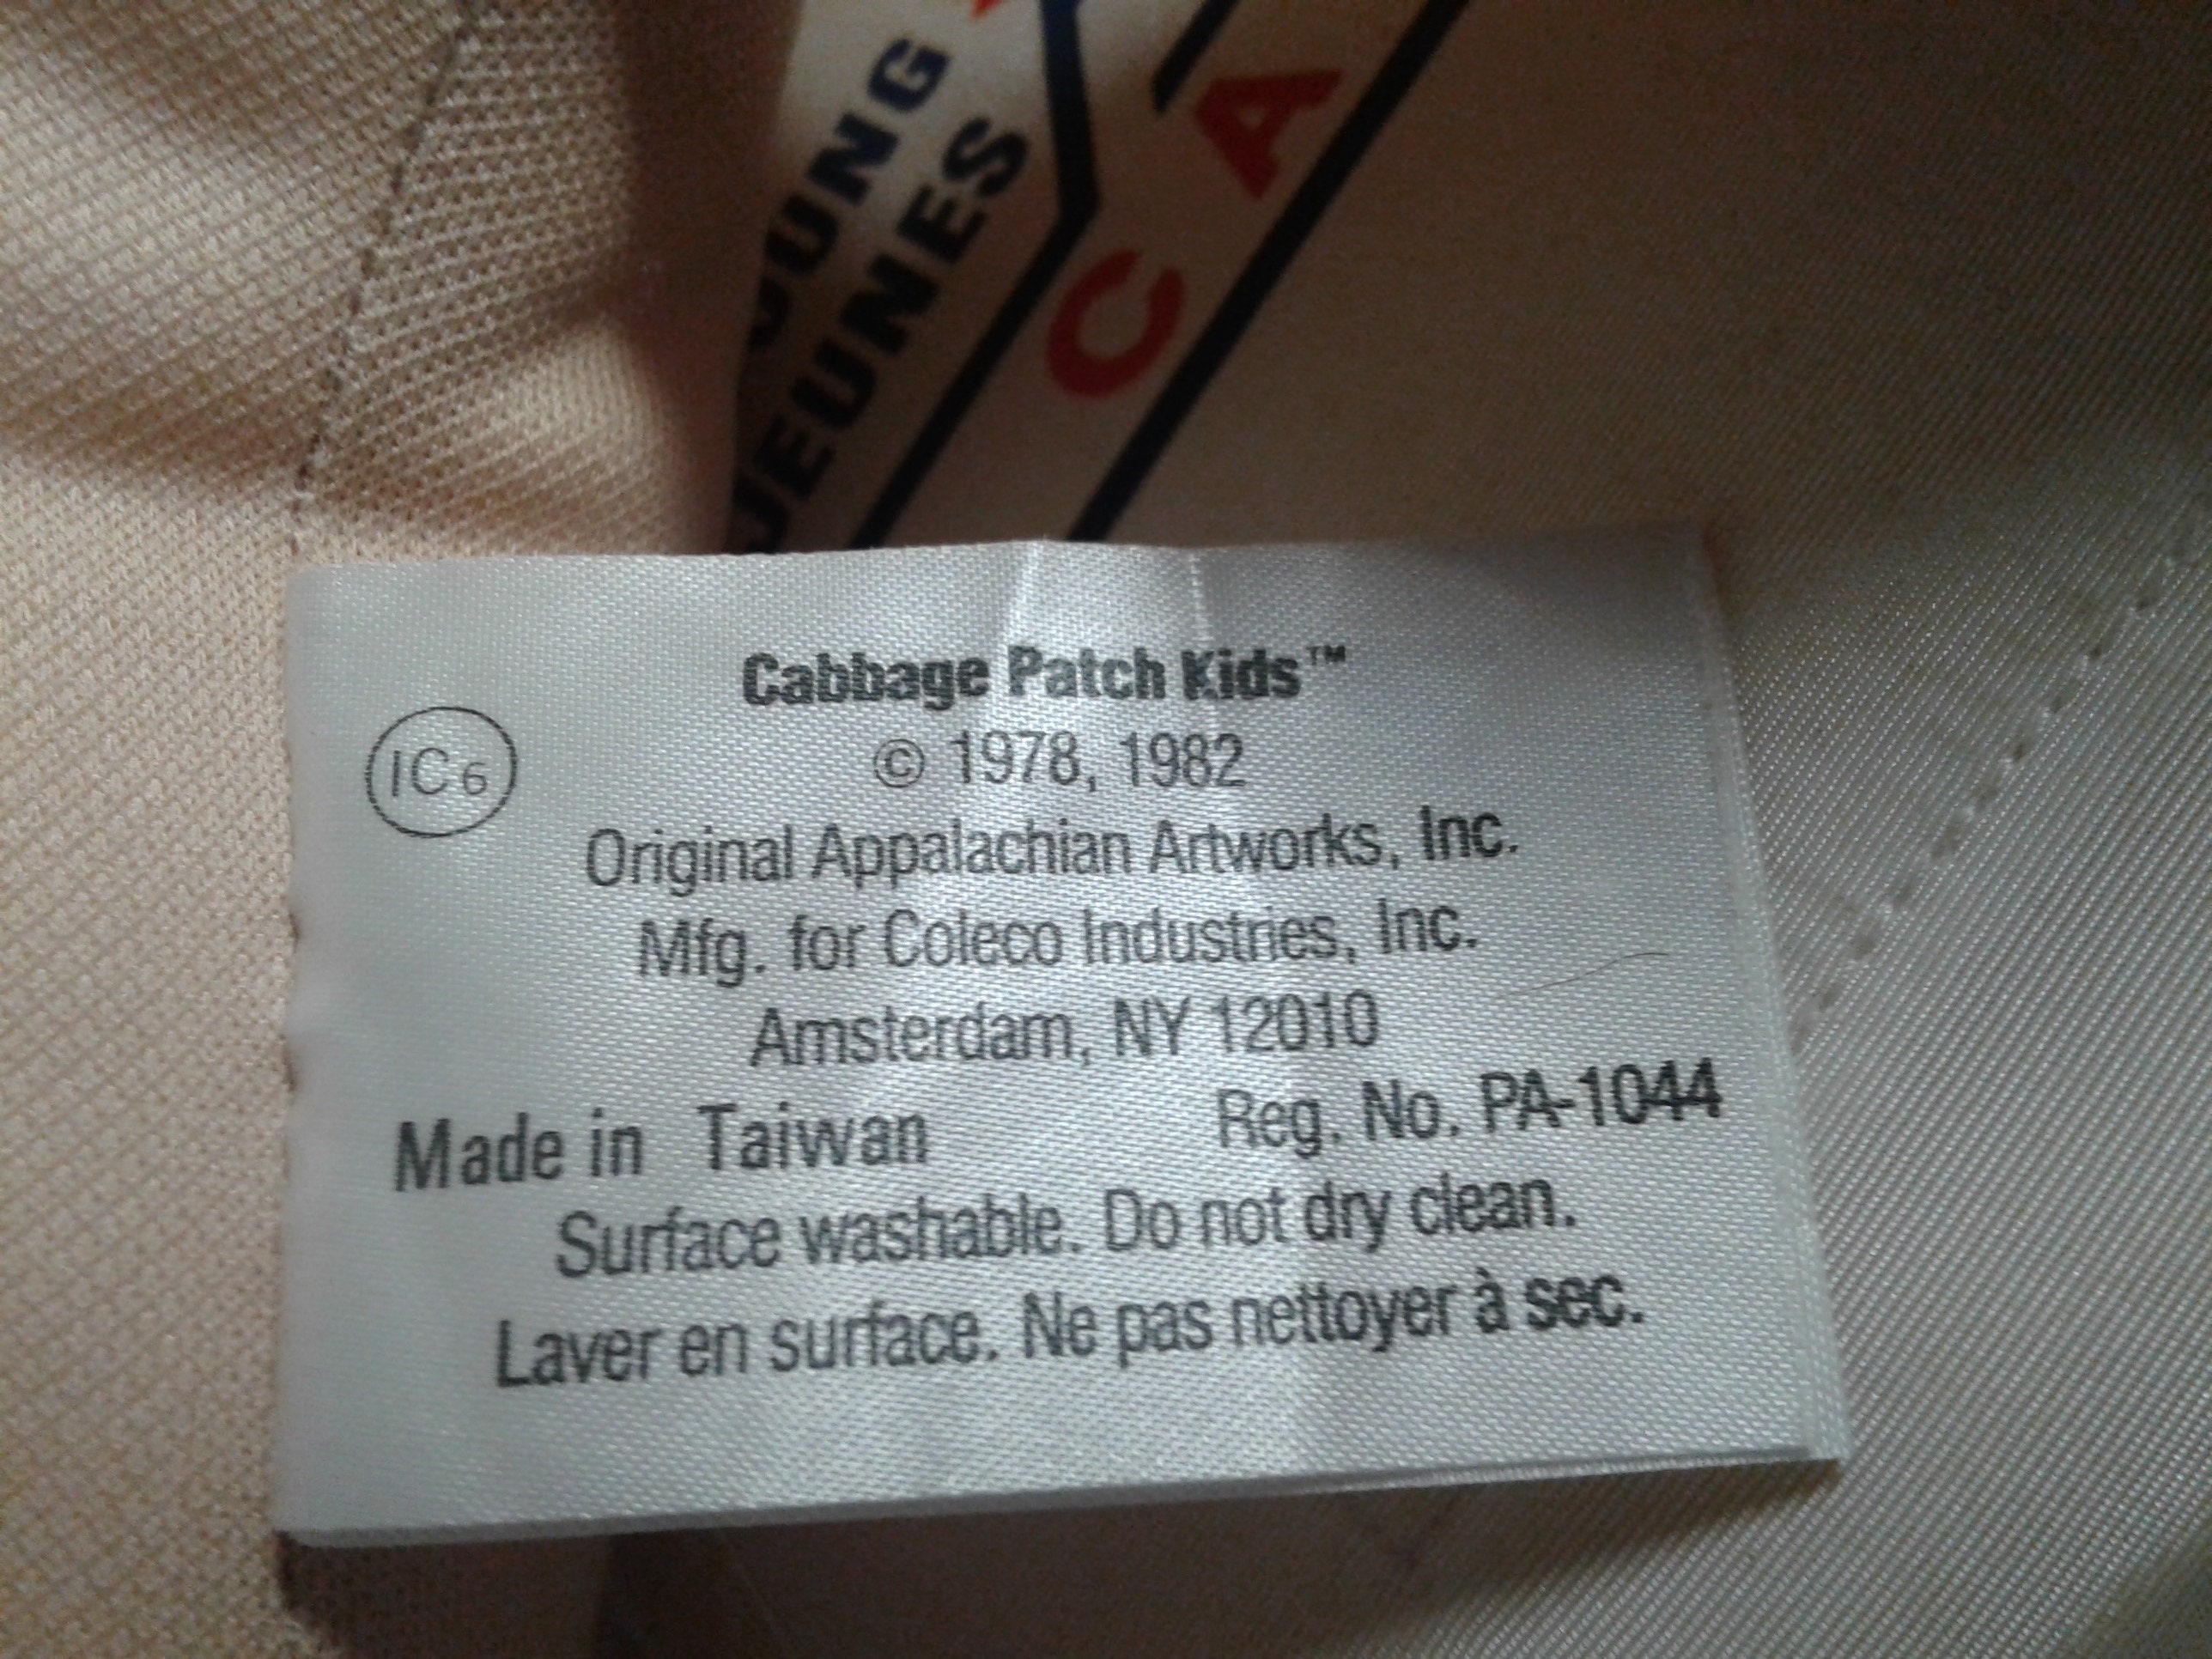 OUNG
JEUNES
CA
Cabbage Patch Kids™
IC6
© 1978, 1982
Original Appalachian Artworks, Inc.
Mfg. for Coleco Industries, Inc.
Amsterdam, NY 12010
Made in Taiwan Reg. No. PA-1044
Surface washable. Do not dry clean.
Laver en surface. Ne pas nettoyer à sec.